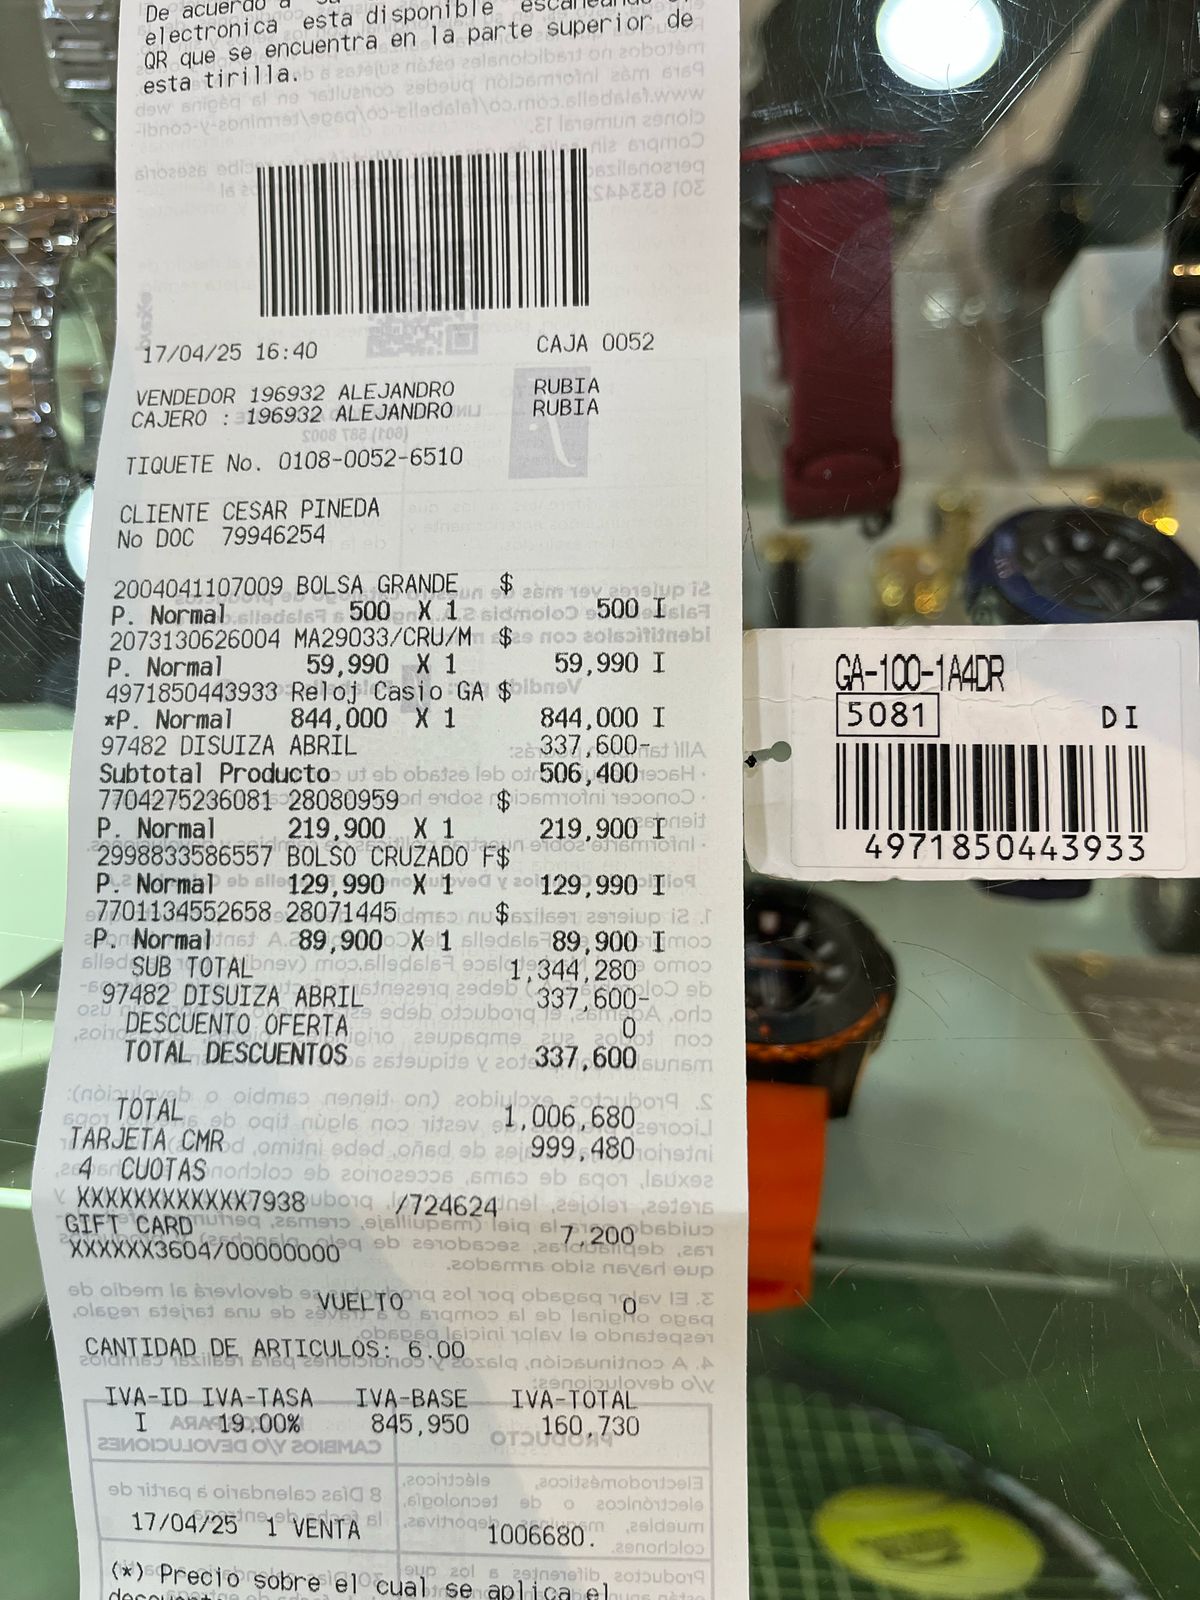 De acuerdo a
electronica esta disponible escaneando el
QR que se encuentra en la parte superior de
esta tirilla.
17/04/25 16:40 CAJA 0052
VENDEDOR 196932 ALEJANDRO RUBIA
CAJERO : 196932 ALEJANDRO RUBIA
TIQUETE No. 0108-0052-6510
CLIENTE CESAR PINEDA
No DOC 79946254
2004041107009 BOLSA GRANDE $
P. Normal 500 X 1 500 I
2073130626004 MA29033/CRU/M $
P. Normal 59,990 X 1 59,990 I
4971850443933 Reloj Casio GA $
*P. Normal 844,000 X 1 844,000 I
97482 DISUIZA ABRIL 337,600-
Subtotal Producto 506,400
7704275236081 28080959 $
P. Normal 219,900 X 1 219,900 I
2998833586557 BOLSO CRUZADO F$
P. Normal 129,990 X 1 129,990 I
7701134552658 28071445 $
P. Normal 89,900 X 1 89,900 I
SUB TOTAL 1,344,280
97482 DISUIZA ABRIL 337,600-
DESCUENTO OFERTA 0
TOTAL DESCUENTOS 337,600
TOTAL 1,006,680
TARJETA CMR 999,480
4 CUOTAS
XXXXXXXXXXXX7938 /724624
GIFT CARD 7,200
XXXXXX3604/00000000
VUELTO 0
CANTIDAD DE ARTICULOS: 6.00
IVA-ID IVA-TASA IVA-BASE IVA-TOTAL
I 19.00% 845,950 160,730
17/04/25 1 VENTA 1006680.
(*) Precio sobre el cual se aplica el
GA-100-1A4DR
5081 DI
4971850443933